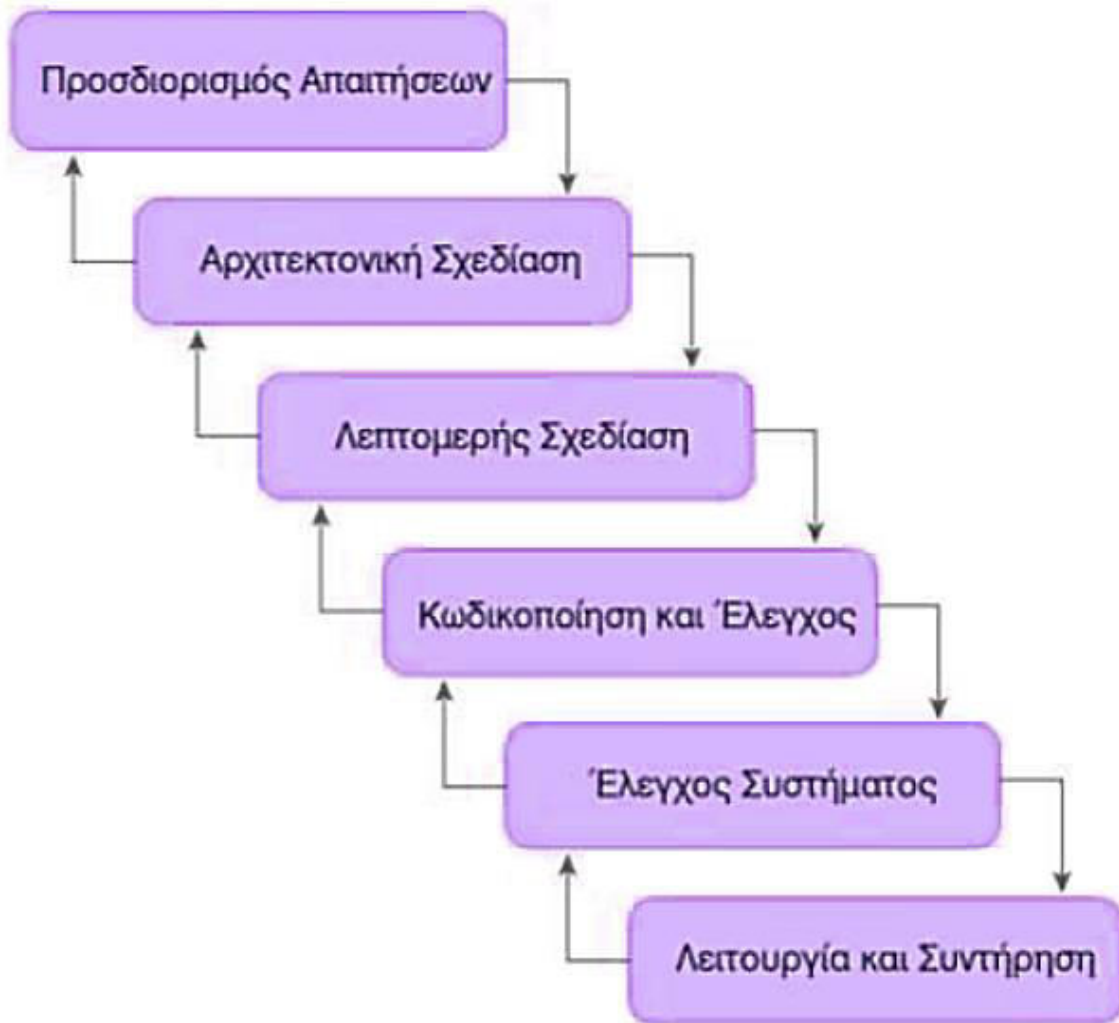 Προσδιορισμός Απαιτήσεων
Αρχιτεκτονική Σχεδίαση
Λεπτομερής Σχεδίαση
Κωδικοποίηση και Έλεγχος
Έλεγχος Συστήματος
Λειτουργία και Συντήρηση